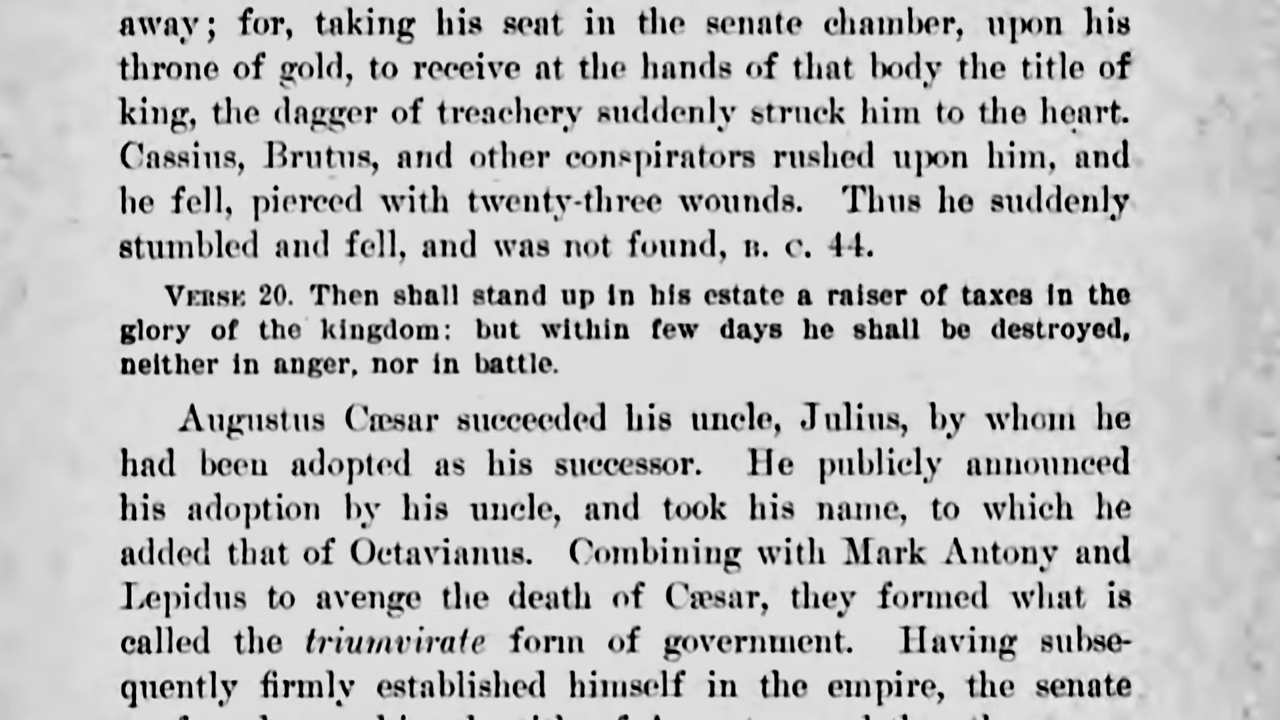 away; for, taking his seat in the senate chamber, upon his
throne of gold, to receive at the hands of that body the title of
king, the dagger of treachery suddenly struck him to the heart.
Cassius, Brutus, and other conspirators rushed upon him, and
he fell, pierced with twenty-three wounds. Thus he suddenly
stumbled and fell, and was not found, B. C. 44.
VERSE 20. Then shall stand up in his estate a raiser of taxes in the
glory of the kingdom: but within few days he shall be destroyed,
neither in anger, nor in battle.
Augustus Cæsar succeeded his uncle, Julius, by whom he
had been adopted as his successor. He publicly announced
his adoption by his uncle, and took his name, to which he
added that of Octavianus. Combining with Mark Antony and
Lepidus to avenge the death of Cæsar, they formed what is
called the triumvirate form of government. Having subse-
quently firmly established himself in the empire, the senate